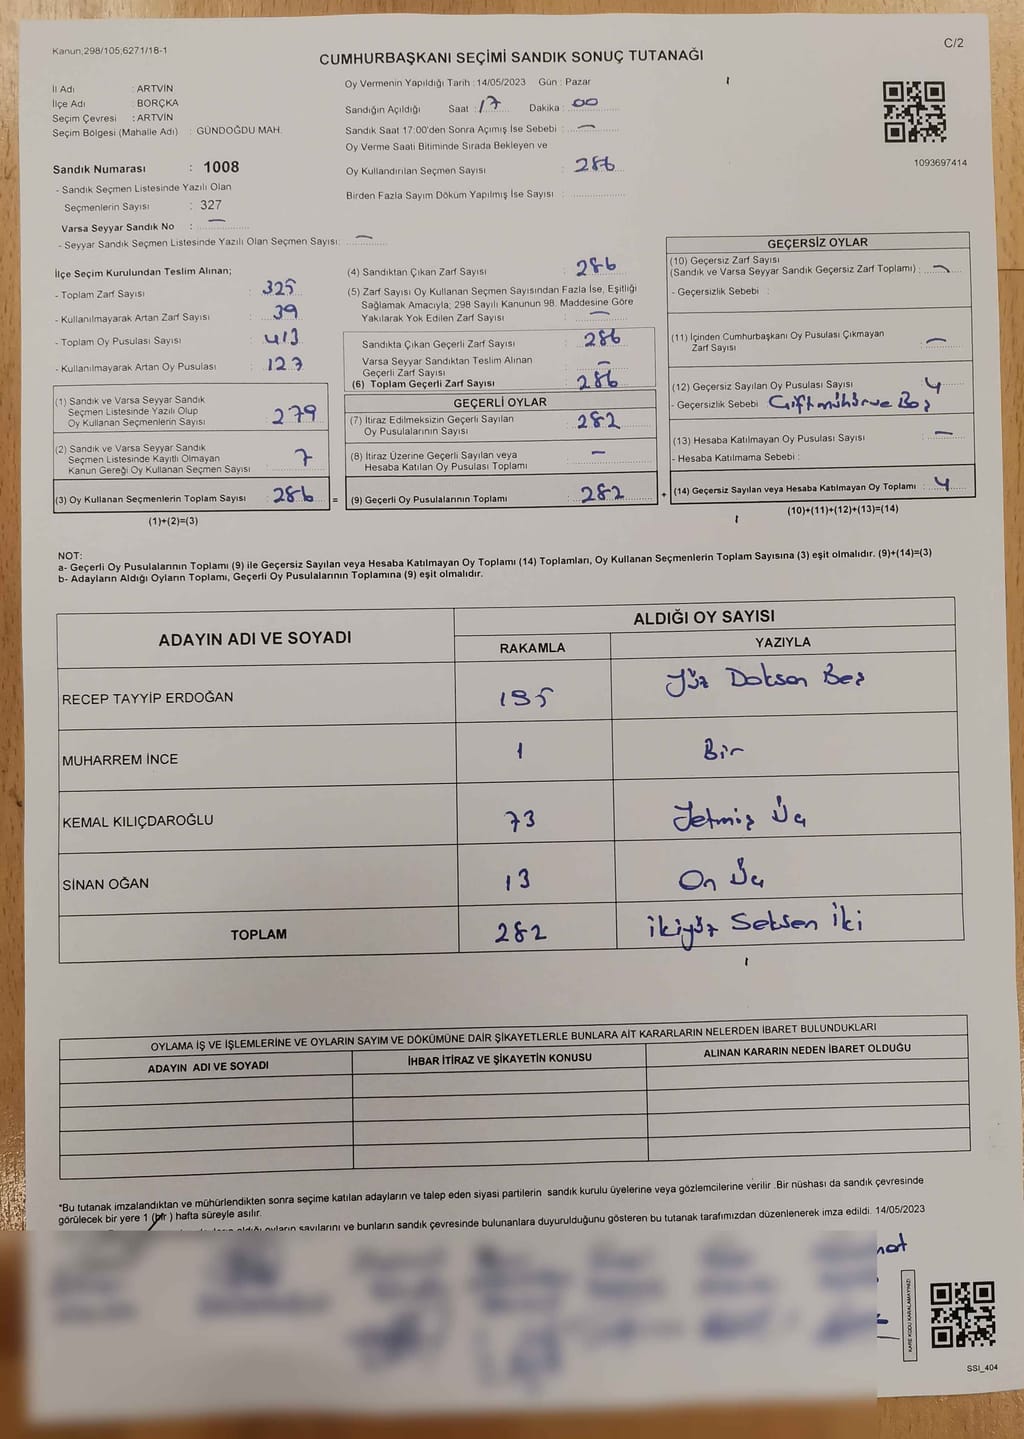 Kanun;298/105;6271/18-1
C/2
CUMHURBAŞKANI SEÇİMİ SANDIK SONUÇ TUTANAĞI
İl Adı : ARTVİN
İlçe Adı : BORÇKA
Seçim Çevresi : ARTVİN
Seçim Bölgesi (Mahalle Adı) : GÜNDOĞDU MAH.
Sandık Numarası : 1008
- Sandık Seçmen Listesinde Yazılı Olan
Seçmenlerin Sayısı : 327
Varsa Seyyar Sandık No : —
- Seyyar Sandık Seçmen Listesinde Yazılı Olan Seçmen Sayısı: —
Oy Vermenin Yapıldığı Tarih : 14/05/2023 Gün : Pazar
Sandığın Açıldığı Saat : 17 Dakika : 00
Sandık Saat 17:00'den Sonra Açımış İse Sebebi : —
Oy Verme Saati Bitiminde Sırada Bekleyen ve
Oy Kullandırılan Seçmen Sayısı : 286
Birden Fazla Sayım Döküm Yapılmış İse Sayısı :
1093697414
İlçe Seçim Kurulundan Teslim Alınan;
- Toplam Zarf Sayısı : 325
- Kullanılmayarak Artan Zarf Sayısı : 39
- Toplam Oy Pusulası Sayısı : 413
- Kullanılmayarak Artan Oy Pusulası : 127
(1) Sandık ve Varsa Seyyar Sandık
Seçmen Listesinde Yazılı Olup
Oy Kullanan Seçmenlerin Sayısı : 279
(2) Sandık ve Varsa Seyyar Sandık
Seçmen Listesinde Kayıtlı Olmayan
Kanun Gereği Oy Kullanan Seçmen Sayısı : 7
(3) Oy Kullanan Seçmenlerin Toplam Sayısı : 286 =
(1)+(2)=(3)
(4) Sandıktan Çıkan Zarf Sayısı : 286
(5) Zarf Sayısı Oy Kullanan Seçmen Sayısından Fazla İse, Eşitliği
Sağlamak Amacıyla; 298 Sayılı Kanunun 98. Maddesine Göre
Yakılarak Yok Edilen Zarf Sayısı : —
Sandıkta Çıkan Geçerli Zarf Sayısı : 286
Varsa Seyyar Sandıktan Teslim Alınan
Geçerli Zarf Sayısı : —
(6) Toplam Geçerli Zarf Sayısı : 286
GEÇERLİ OYLAR
(7) İtiraz Edilmeksizin Geçerli Sayılan
Oy Pusulalarının Sayısı : 282
(8) İtiraz Üzerine Geçerli Sayılan veya
Hesaba Katılan Oy Pusulası Toplamı : —
(9) Geçerli Oy Pusulalarının Toplamı : 282 +
GEÇERSİZ OYLAR
(10) Geçersiz Zarf Sayısı
(Sandık ve Varsa Seyyar Sandık Geçersiz Zarf Toplamı) : —
- Geçersizlik Sebebi :
(11) İçinden Cumhurbaşkanı Oy Pusulası Çıkmayan
Zarf Sayısı : —
(12) Geçersiz Sayılan Oy Pusulası Sayısı : 4
- Geçersizlik Sebebi : Çift mühür ve Boş
(13) Hesaba Katılmayan Oy Pusulası Sayısı : —
- Hesaba Katılmama Sebebi :
(14) Geçersiz Sayılan veya Hesaba Katılmayan Oy Toplamı : 4
(10)+(11)+(12)+(13)=(14)
NOT:
a- Geçerli Oy Pusulalarının Toplamı (9) ile Geçersiz Sayılan veya Hesaba Katılmayan Oy Toplamı (14) Toplamları, Oy Kullanan Seçmenlerin Toplam Sayısına (3) eşit olmalıdır. (9)+(14)=(3)
b- Adayların Aldığı Oyların Toplamı, Geçerli Oy Pusulalarının Toplamına (9) eşit olmalıdır.
ADAYIN ADI VE SOYADI
ALDIĞI OY SAYISI
RAKAMLA YAZIYLA
RECEP TAYYİP ERDOĞAN 195 Yüz Doksan Beş
MUHARREM İNCE 1 Bir
KEMAL KILIÇDAROĞLU 73 Yetmiş Üç
SİNAN OĞAN 13 On Üç
TOPLAM 282 İkiyüz Seksen İki
OYLAMA İŞ VE İŞLEMLERİNE VE OYLARIN SAYIM VE DÖKÜMÜNE DAİR ŞİKAYETLERLE BUNLARA AİT KARARLARIN NELERDEN İBARET BULUNDUKLARI
ADAYIN ADI VE SOYADI İHBAR İTİRAZ VE ŞİKAYETİN KONUSU ALINAN KARARIN NEDEN İBARET OLDUĞU
*Bu tutanak imzalandıktan ve mühürlendikten sonra seçime katılan adayların ve talep eden siyasi partilerin sandık kurulu üyelerine veya gözlemcilerine verilir .Bir nüshası da sandık çevresinde
görülecek bir yere 1 (bir ) hafta süreyle asılır.
oyların sayılarını ve bunların sandık çevresinde bulunanlara duyurulduğunu gösteren bu tutanak tarafımızdan düzenlenerek imza edildi. 14/05/2023
KARE KODU KARALAMAYINIZ!
SSI_404